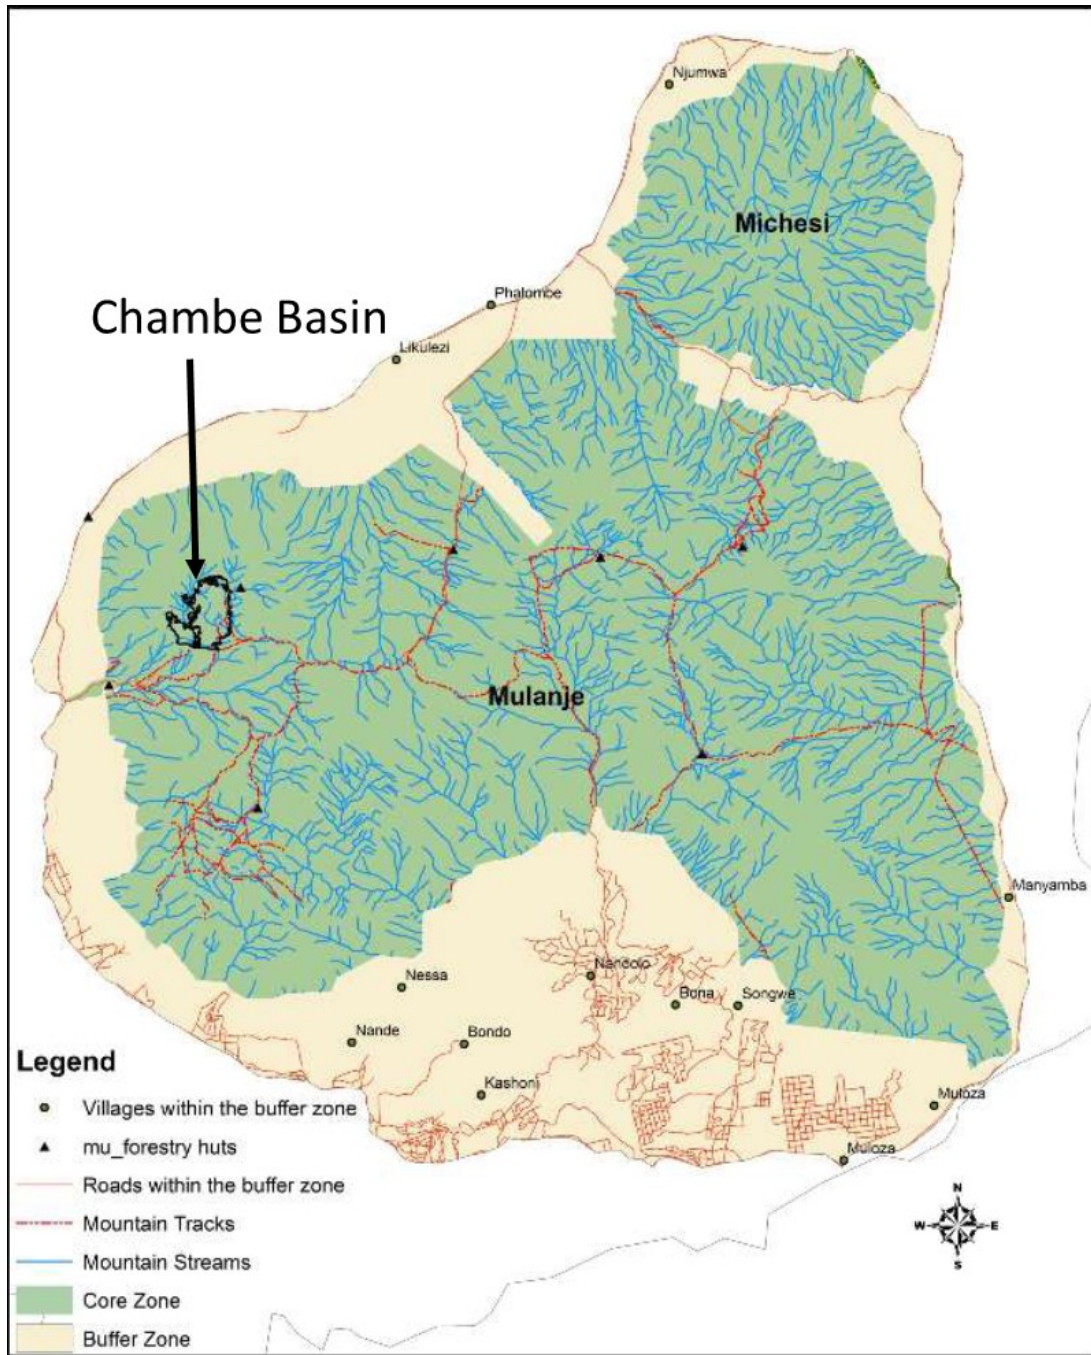 Njumwa
Michesi
Phalombe
Chambe Basin
Likulezi
Mulanje
Manyamba
Nessa
Nandolo
Bona
Songwe
Nande
Bondo
Kashoni
Muloza
Muloza
Legend
Villages within the buffer zone
mu_forestry huts
Roads within the buffer zone
Mountain Tracks
Mountain Streams
Core Zone
Buffer Zone
N
W E
S